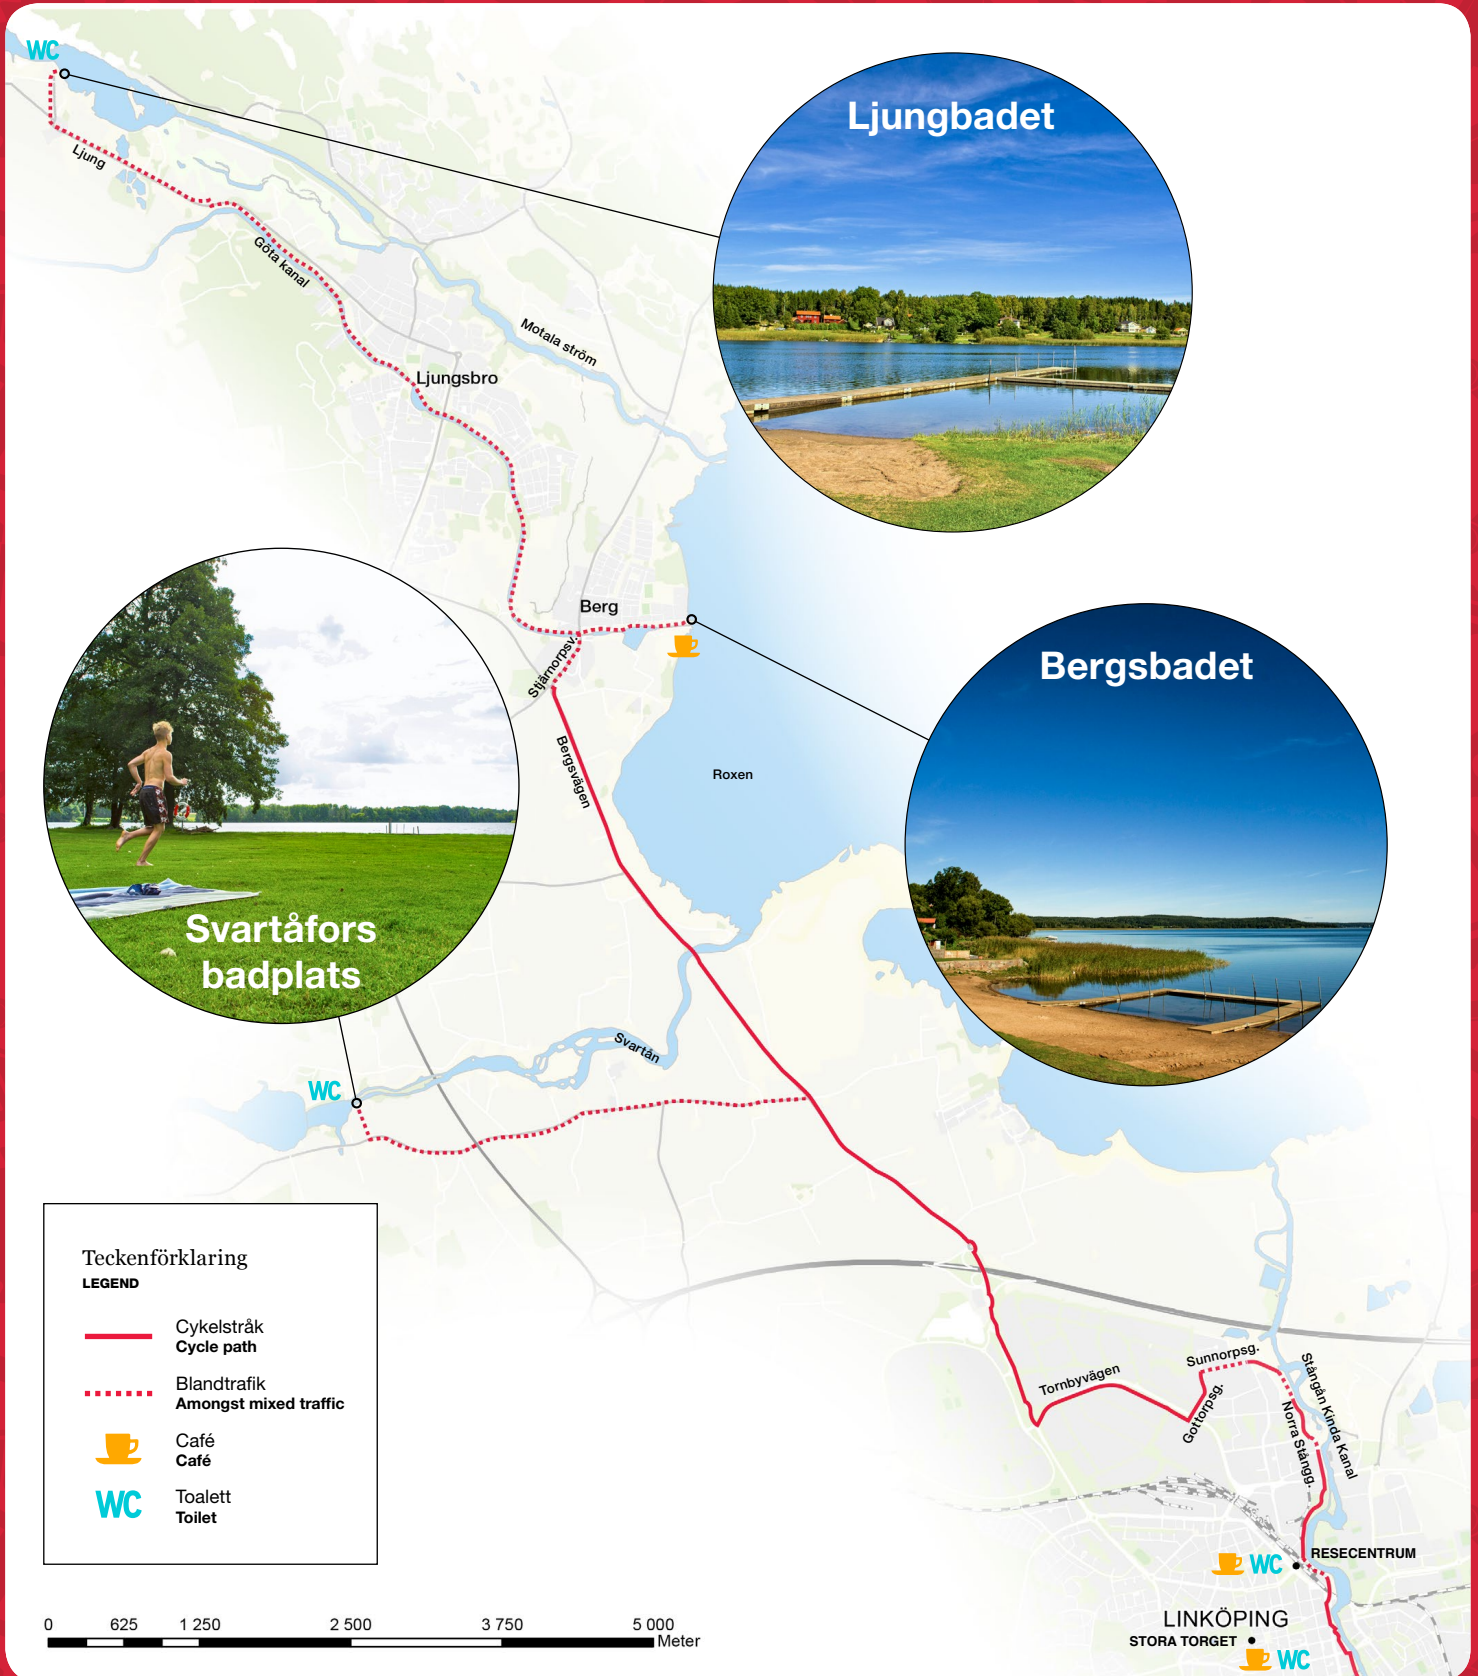 WC
Ljungbadet
Ljung
Göta kanal
Motala ström
Ljungsbro
Berg
Stjärnorpsv.
Bergsbadet
Bergsvägen
Roxen
Svartåfors
badplats
Svartån
WC
Teckenförklaring
LEGEND
Cykelstråk
Cycle path
Blandtrafik
Amongst mixed traffic
Café
Café
WC
Toalett
Toilet
Tornbyvägen
Sunnorpsg.
Gottorpsg.
Stångån Kinda Kanal
Norra Stångg.
RESECENTRUM
WC
LINKÖPING
STORA TORGET
WC
0 625 1 250 2 500 3 750 5 000
Meter